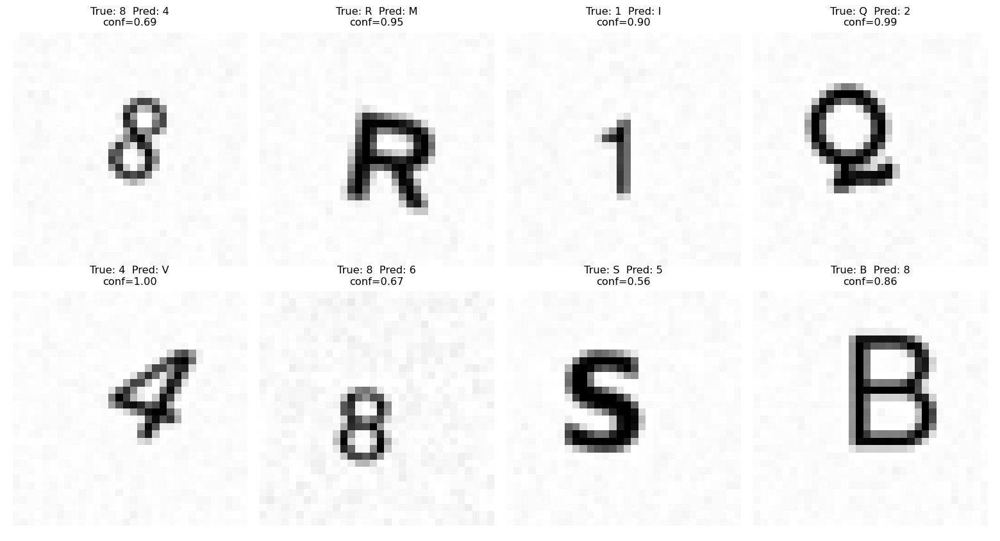 True: 8  Pred: 4
conf=0.69
8
True: R  Pred: M
conf=0.95
R
True: 1  Pred: I
conf=0.90
1
True: Q  Pred: 2
conf=0.99
Q
True: 4  Pred: V
conf=1.00
4
True: 8  Pred: 6
conf=0.67
8
True: S  Pred: 5
conf=0.56
S
True: B  Pred: 8
conf=0.86
B